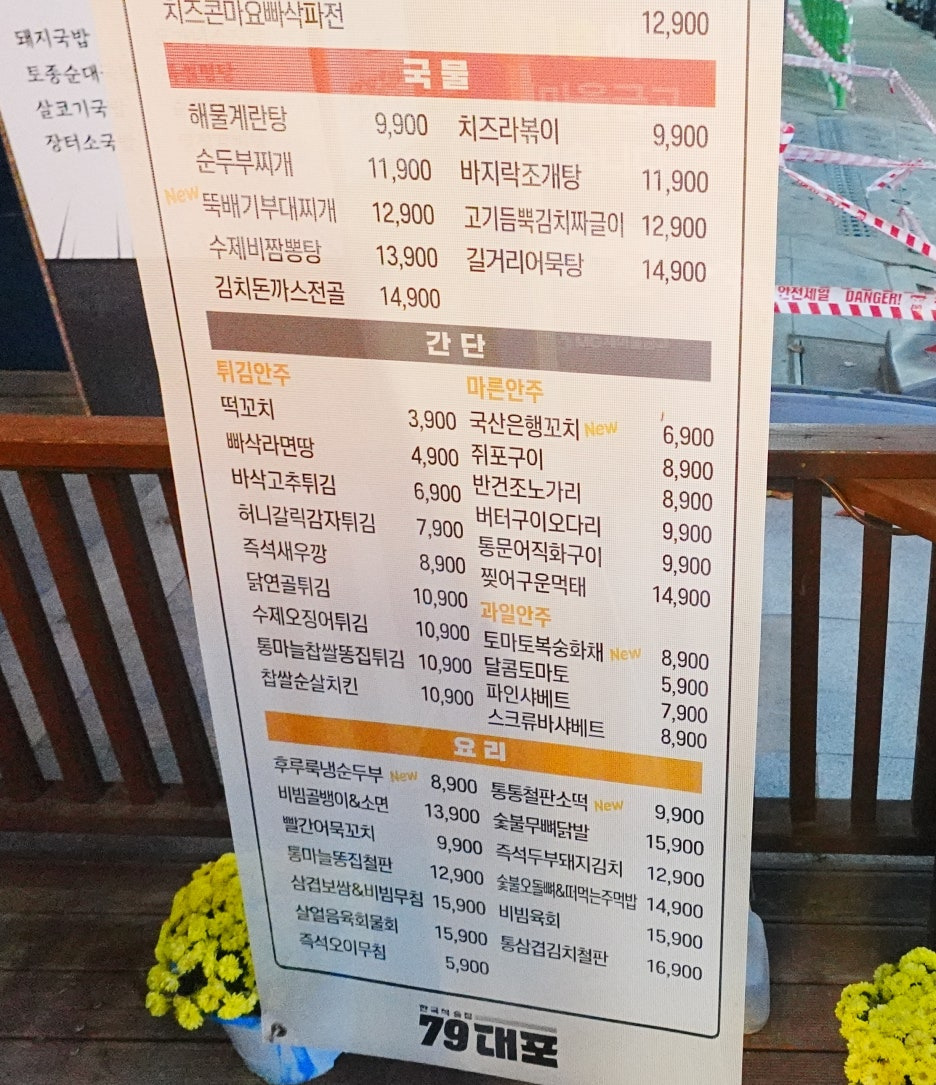 돼지국밥
토종순대
살코기국
장터소국
치즈콘마요빠삭파전 12,900
국물
해물계란탕 9,900
순두부찌개 11,900
New 뚝배기부대찌개 12,900
수제비짬뽕탕 13,900
김치돈까스전골 14,900
치즈라볶이 9,900
바지락조개탕 11,900
고기듬뿍김치짜글이 12,900
길거리어묵탕 14,900
간단
튀김안주
떡꼬치 3,900
빠삭라면땅 4,900
바삭고추튀김 6,900
허니갈릭감자튀김 7,900
즉석새우깡 8,900
닭연골튀김 10,900
수제오징어튀김 10,900
통마늘찹쌀똥집튀김 10,900
찹쌀순살치킨 10,900
마른안주
국산은행꼬치 New 6,900
쥐포구이 8,900
반건조노가리 8,900
버터구이오다리 9,900
통문어직화구이 9,900
찢어구운먹태 14,900
과일안주
토마토복숭화채 New 8,900
달콤토마토 5,900
파인샤베트 7,900
스크류바샤베트 8,900
요리
후루룩냉순두부 New 8,900
비빔골뱅이&소면 13,900
빨간어묵꼬치 9,900
통마늘똥집철판 12,900
삼겹보쌈&비빔무침 15,900
살얼음육회물회 15,900
즉석오이무침 5,900
통통철판소떡 New 9,900
숯불무뼈닭발 15,900
즉석두부돼지김치 12,900
숯불오돌뼈&떠먹는주먹밥 14,900
비빔육회 15,900
통삼겹김치철판 16,900
한국식 술집
79대포
안전제일 DANGER!